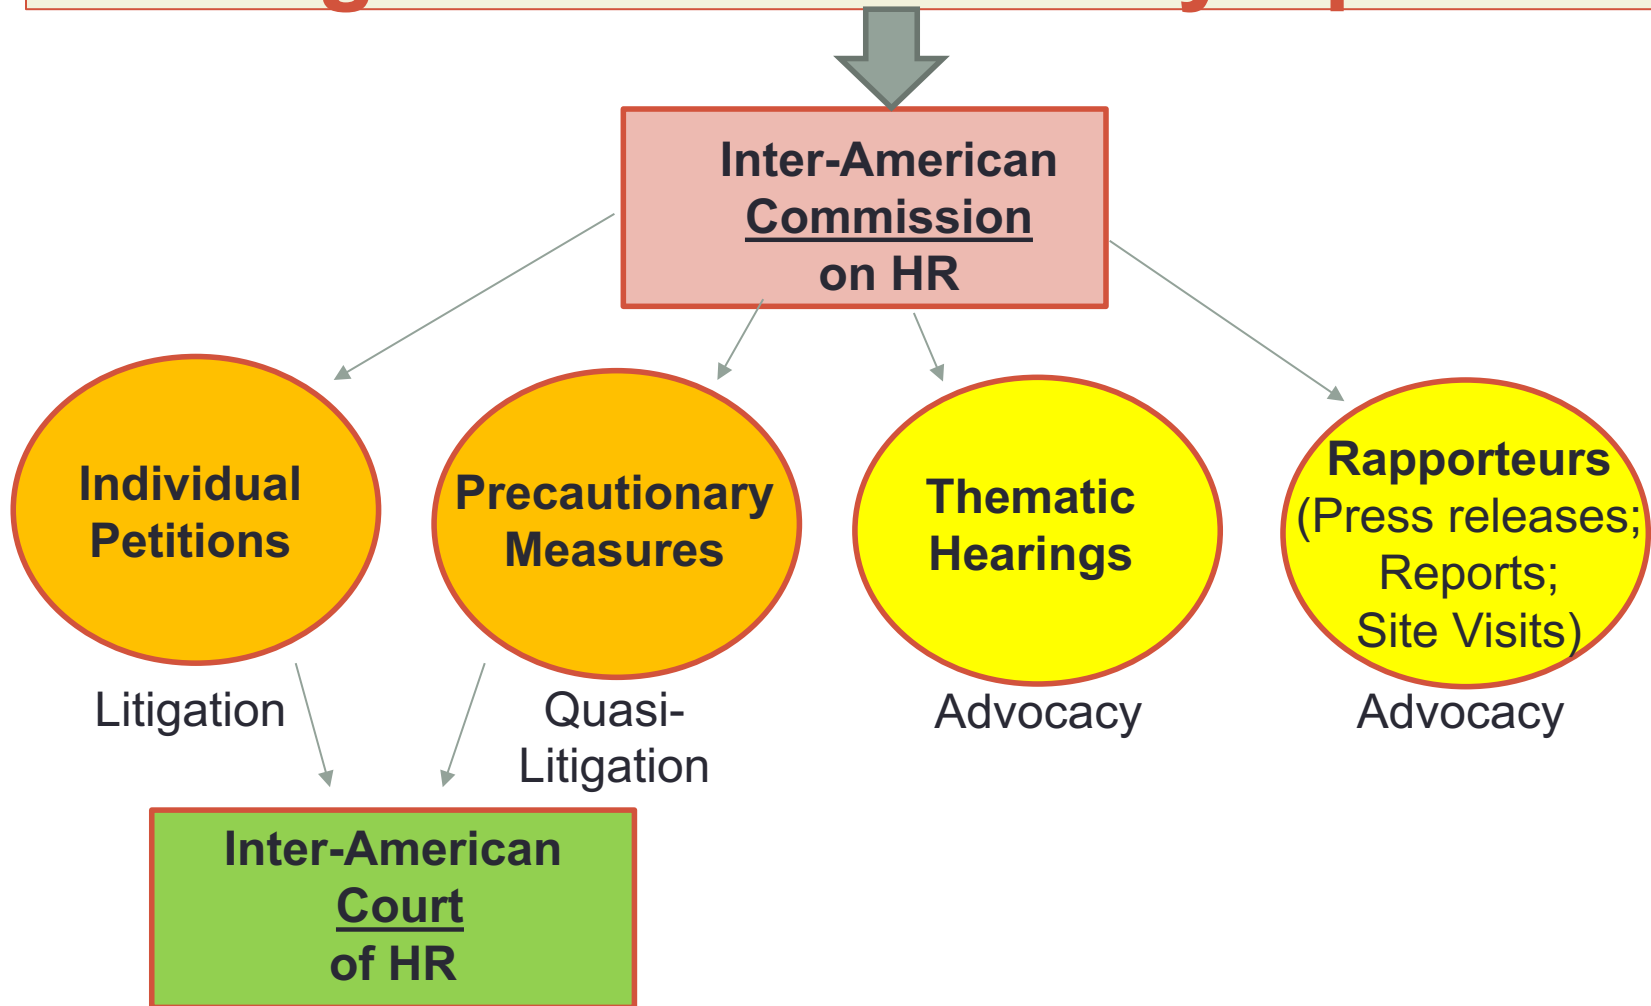 Inter-American
Commission
on HR
Individual
Petitions
Precautionary
Measures
Thematic
Hearings
Rapporteurs
(Press releases;
Reports;
Site Visits)
Litigation
Quasi-
Litigation
Advocacy
Advocacy
Inter-American
Court
of HR